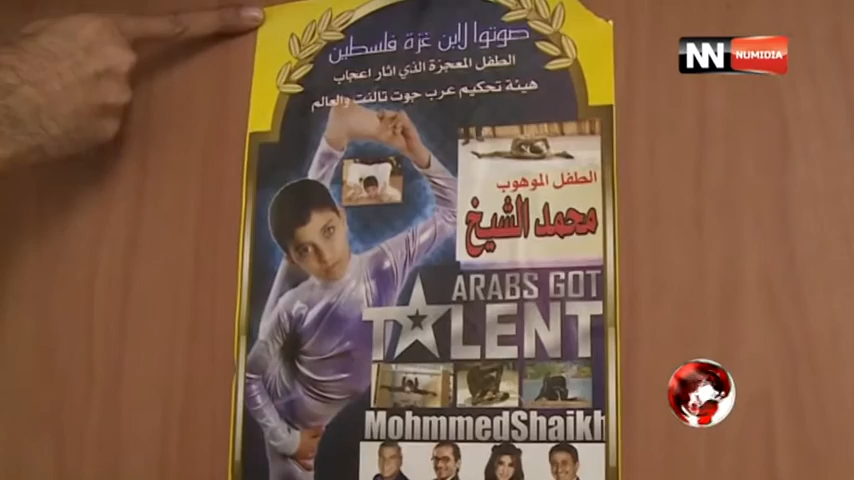 صوتوا لابن غزة فلسطين
الطفل المعجزة الذي اثار اعجاب
هيئة تحكيم عرب جوت تالنت والعالم
NN NUMIDIA
الطفل الموهوب
محمد الشيخ
ARABS GOT
TALENT
MohmmedShaikh